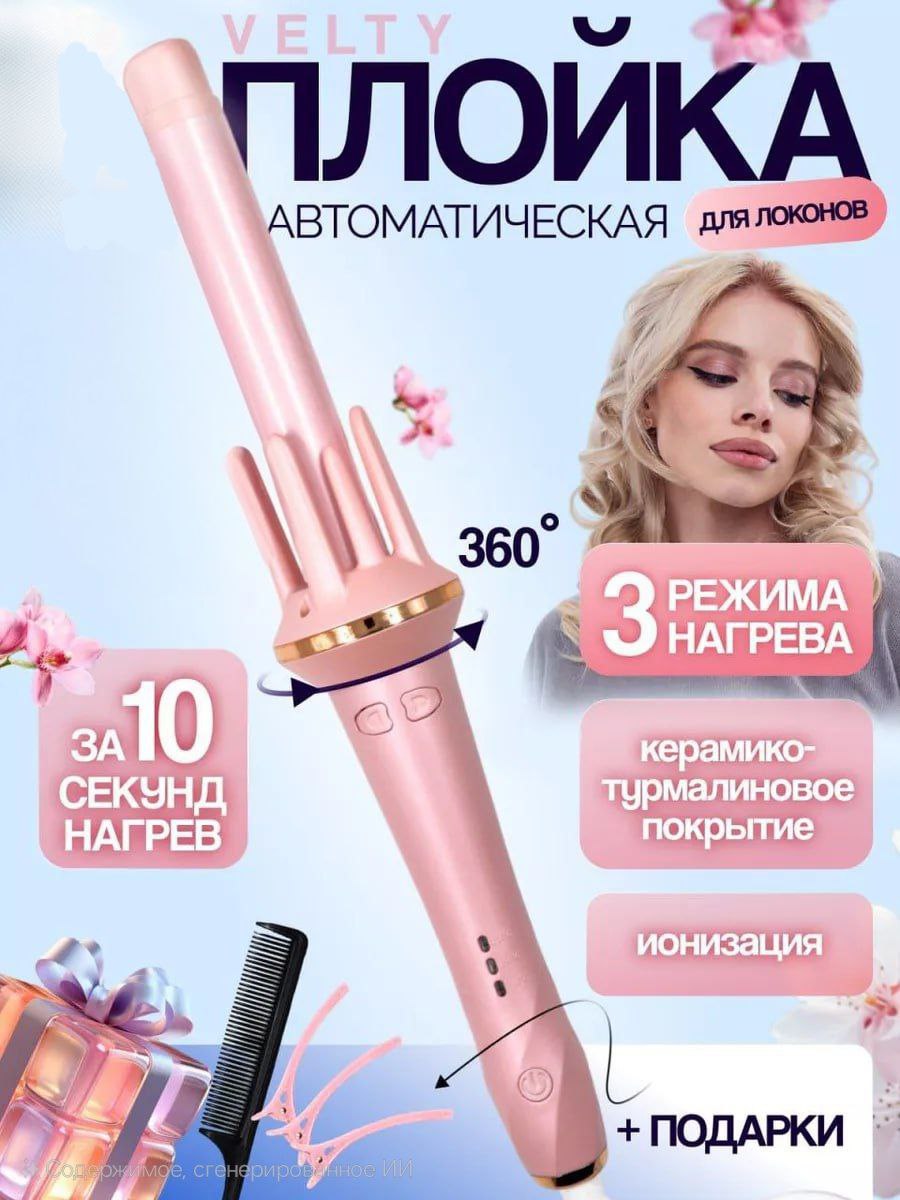 VELTY
ПЛОЙКА
АВТОМАТИЧЕСКАЯ
ДЛЯ ЛОКОНОВ
360°
3 РЕЖИМА
НАГРЕВА
ЗА 10
СЕКУНД
НАГРЕВ
керамико-
турмалиновое
покрытие
ионизация
+ ПОДАРКИ
Содержимое, сгенерированное ИИ